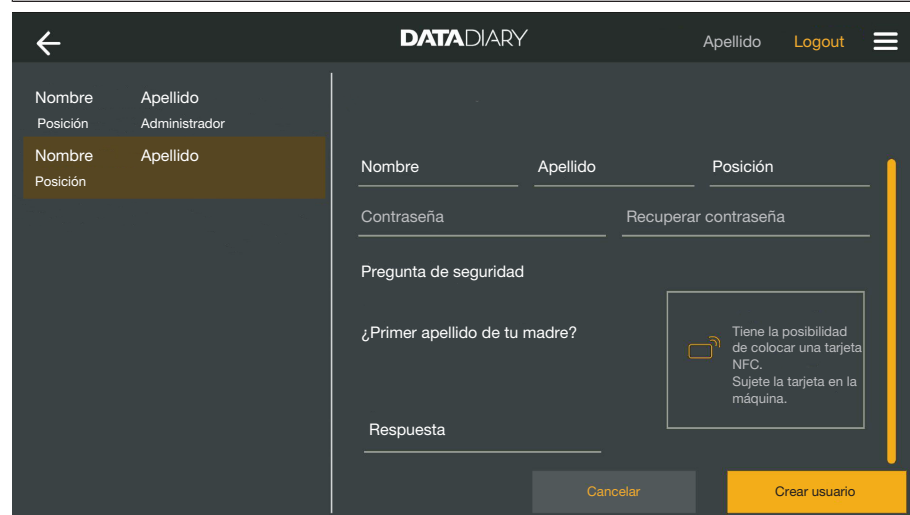 DATADIARY
Apellido Logout
Nombre Apellido
Posición Administrador
Nombre Apellido
Posición
Nombre Apellido Posición
Contraseña Recuperar contraseña
Pregunta de seguridad
¿Primer apellido de tu madre?
Tiene la posibilidad
de colocar una tarjeta
NFC.
Sujete la tarjeta en la
máquina.
Respuesta
Cancelar Crear usuario